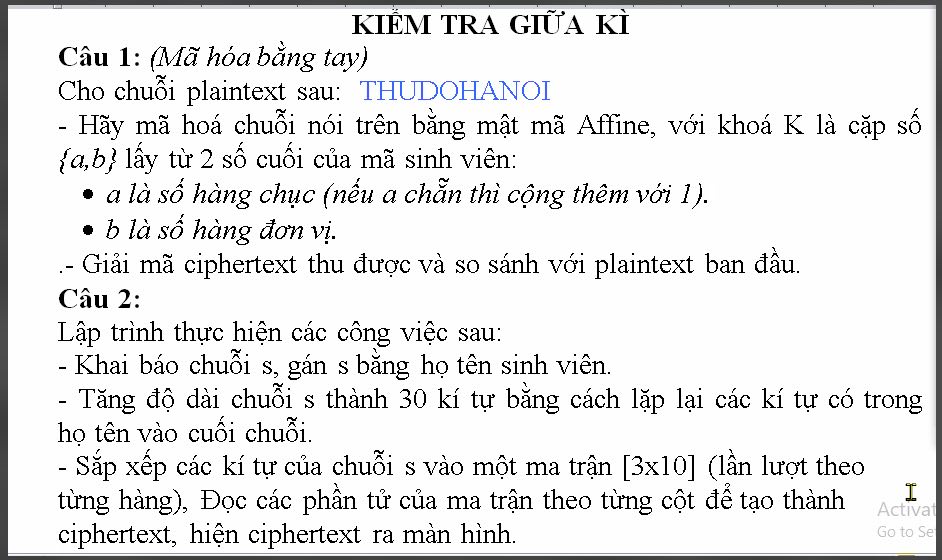 KIỂM TRA GIỮA KÌ
Câu 1: (Mã hóa bằng tay)
Cho chuỗi plaintext sau: THUDOHANOI
- Hãy mã hoá chuỗi nói trên bằng mật mã Affine, với khoá K là cặp số
{a,b} lấy từ 2 số cuối của mã sinh viên:
• a là số hàng chục (nếu a chẵn thì cộng thêm với 1).
• b là số hàng đơn vị.
.- Giải mã ciphertext thu được và so sánh với plaintext ban đầu.
Câu 2:
Lập trình thực hiện các công việc sau:
- Khai báo chuỗi s, gán s bằng họ tên sinh viên.
- Tăng độ dài chuỗi s thành 30 kí tự bằng cách lặp lại các kí tự có trong
họ tên vào cuối chuỗi.
- Sắp xếp các kí tự của chuỗi s vào một ma trận [3x10] (lần lượt theo
từng hàng), Đọc các phần tử của ma trận theo từng cột để tạo thành
ciphertext, hiện ciphertext ra màn hình.
Activat
Go to Se